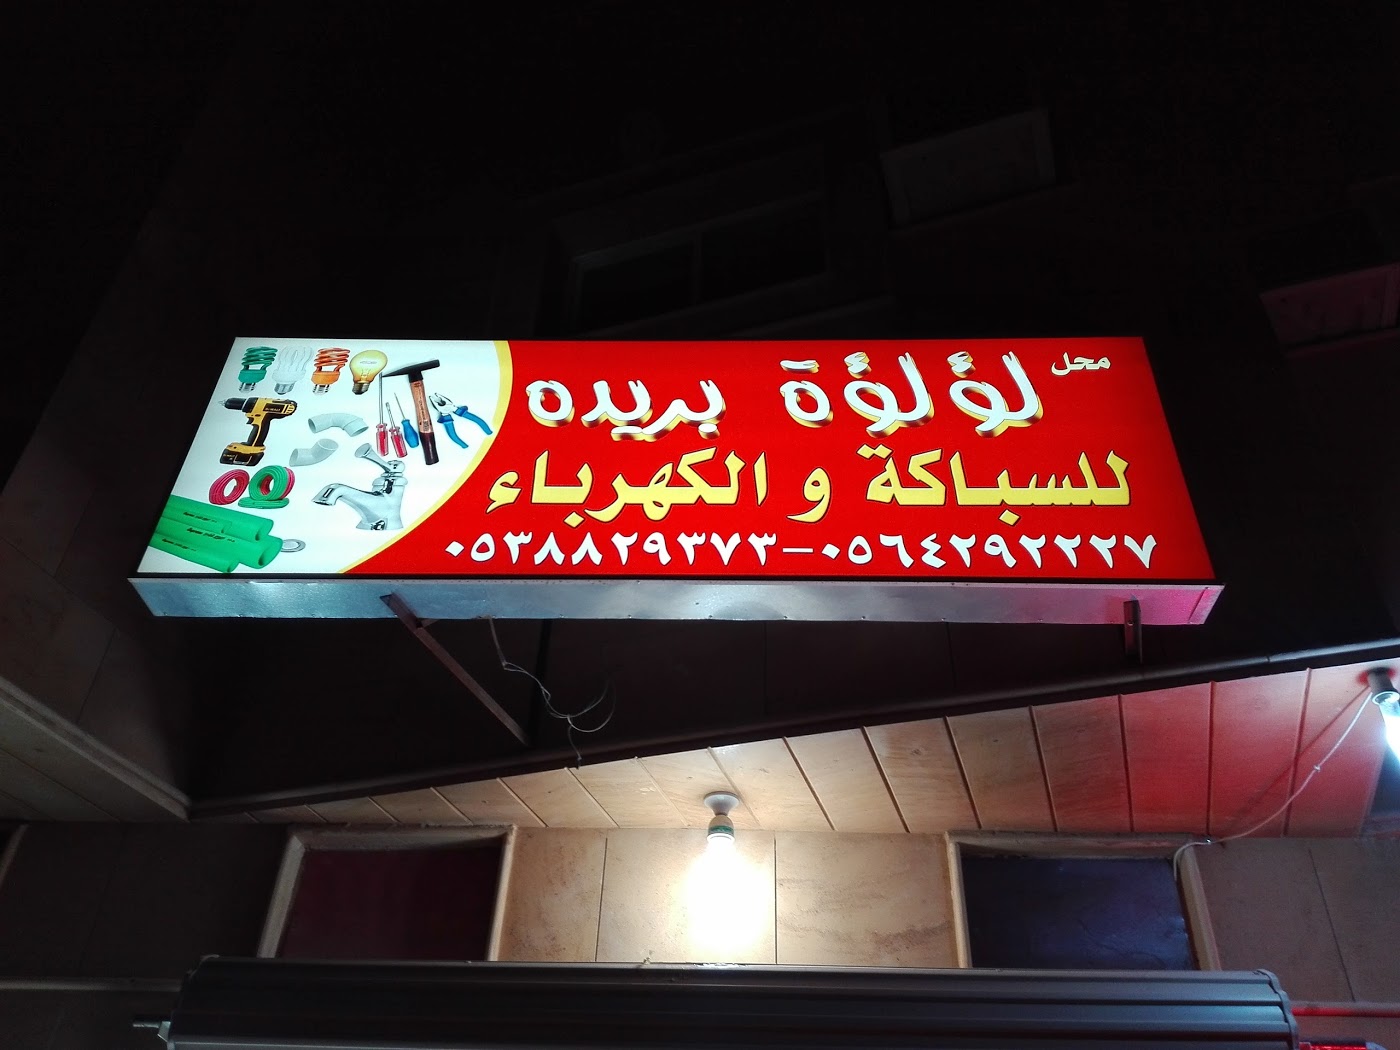 محل لؤلؤة بريده
للسباكة و الكهرباء
٠٥٣٨٨٢٩٣٧٣-٠٥٦٤٢٩٢٢٢٧